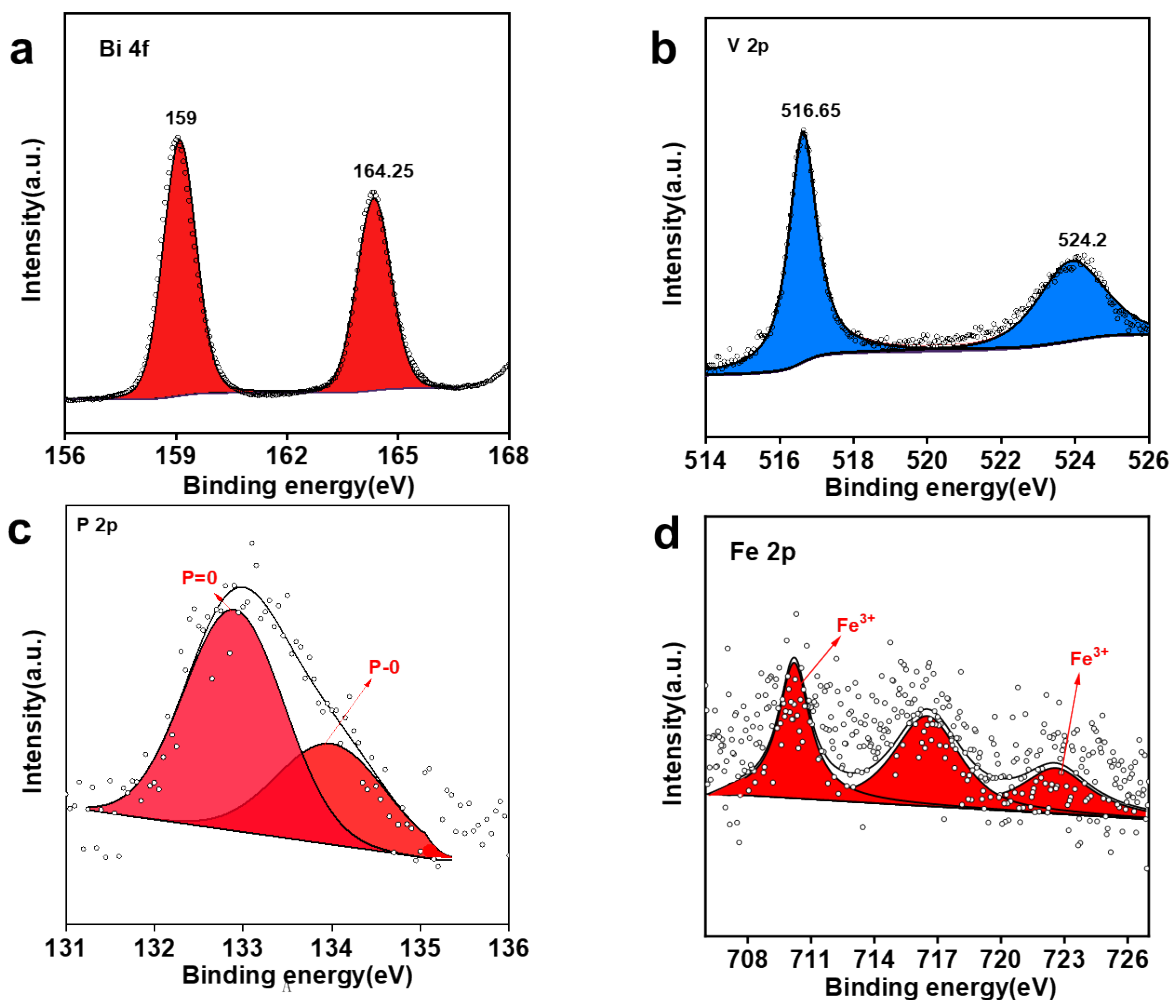 a
Bi 4f
159
164.25
Intensity(a.u.)
156 159 162 165 168
Binding energy(eV)
b
V 2p
516.65
524.2
Intensity(a.u.)
514 516 518 520 522 524 526
Binding energy(eV)
c
P 2p
P=0
P-0
Intensity(a.u.)
131 132 133 134 135 136
Binding energy(eV)
Λ
d
Fe 2p
Fe³⁺
Fe³⁺
Intensity(a.u.)
708 711 714 717 720 723 726
Binding energy(eV)